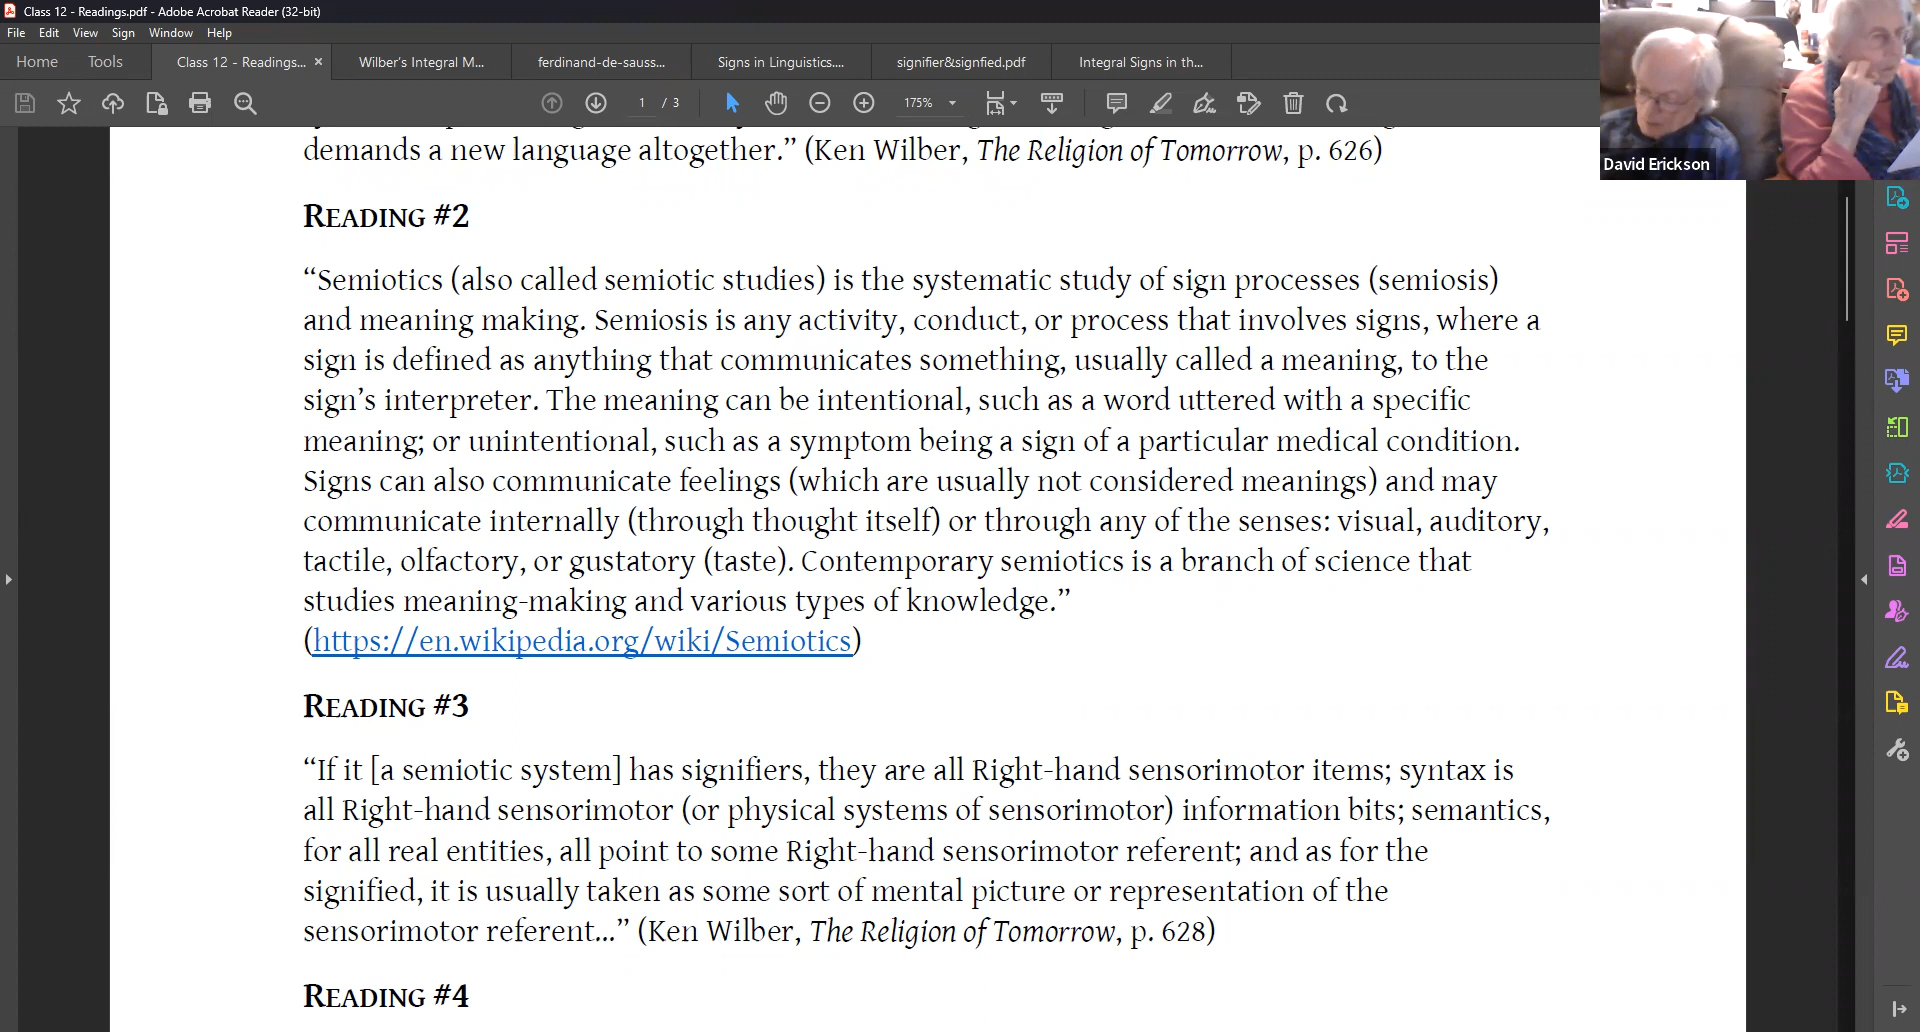 Class 12 - Readings.pdf - Adobe Acrobat Reader (32-bit)
File Edit View Sign Window Help
Home Tools Class 12 - Readings... × Wilber's Integral M... ferdinand-de-sauss... Signs in Linguistics.... signifier&signfied.pdf Integral Signs in th...
1 / 3 175%
demands a new language altogether.” (Ken Wilber, The Religion of Tomorrow, p. 626)
READING #2
“Semiotics (also called semiotic studies) is the systematic study of sign processes (semiosis)
and meaning making. Semiosis is any activity, conduct, or process that involves signs, where a
sign is defined as anything that communicates something, usually called a meaning, to the
sign’s interpreter. The meaning can be intentional, such as a word uttered with a specific
meaning; or unintentional, such as a symptom being a sign of a particular medical condition.
Signs can also communicate feelings (which are usually not considered meanings) and may
communicate internally (through thought itself) or through any of the senses: visual, auditory,
tactile, olfactory, or gustatory (taste). Contemporary semiotics is a branch of science that
studies meaning-making and various types of knowledge.”
(https://en.wikipedia.org/wiki/Semiotics)
READING #3
“If it [a semiotic system] has signifiers, they are all Right-hand sensorimotor items; syntax is
all Right-hand sensorimotor (or physical systems of sensorimotor) information bits; semantics,
for all real entities, all point to some Right-hand sensorimotor referent; and as for the
signified, it is usually taken as some sort of mental picture or representation of the
sensorimotor referent...” (Ken Wilber, The Religion of Tomorrow, p. 628)
READING #4
David Erickson